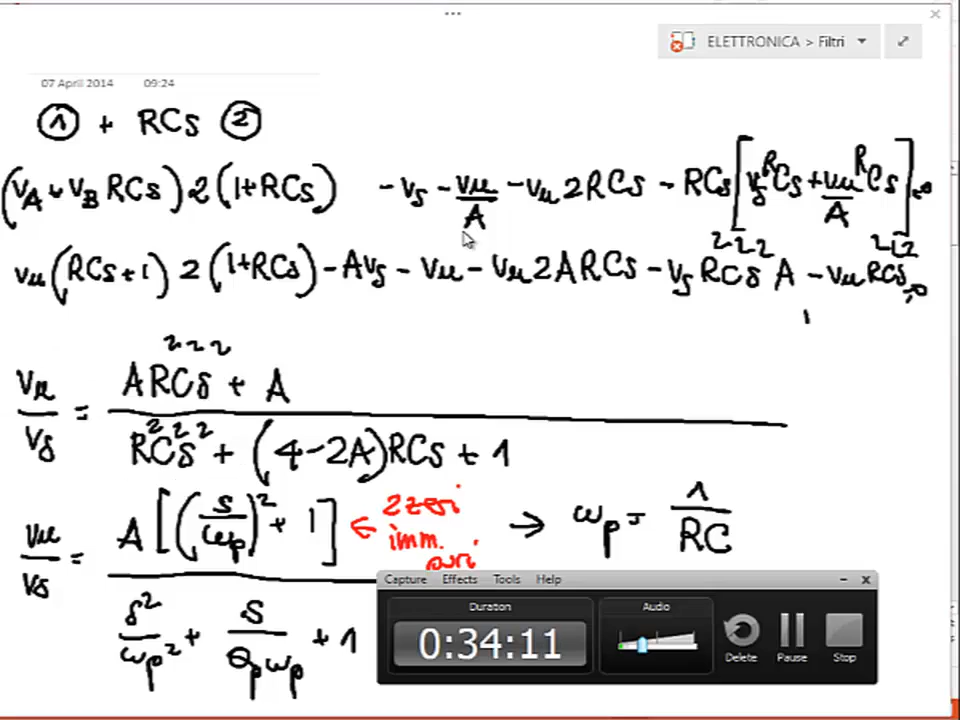 ...
ELETTRONICA > Filtri
07 April 2014 09:24
① + RCs ②
(VA + VB RCs) 2 (1+RCs) - Vs - Vu/A - Vu 2RCs - RCs [Vs RCs + Vu/A RCs] = 0
Vu (RCs+1) 2 (1+RCs) - AVs - Vu - Vu 2ARCs - Vs R²C²s² A - Vu R²C²s² = 0
Vu/Vs = (A R²C²s² + A) / (R²C²s² + (4-2A)RCs + 1)
Vu/Vs = A[(s/ωp)² + 1] / (s²/ωp² + s/(Qpωp) + 1)
← 2 zeri
imm.
puri
→ ωp = 1/RC
Capture Effects Tools Help
Duration
0:34:11
Audio
Delete Pause Stop